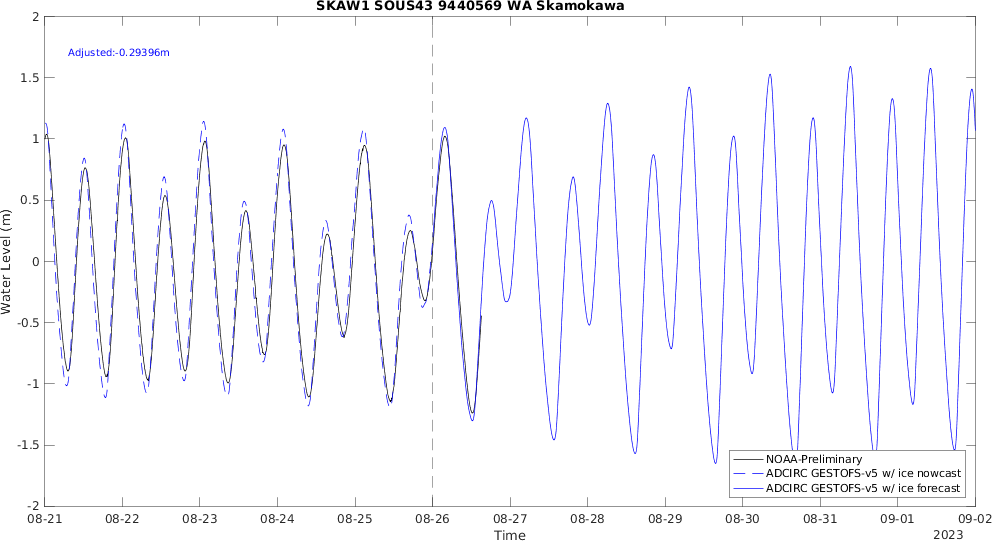 SKAW1 SOUS43 9440569 WA Skamokawa
Adjusted:-0.29396m
2
1.5
1
0.5
0
-0.5
-1
-1.5
-2
Water Level (m)
NOAA-Preliminary
ADCIRC GESTOFS-v5 w/ ice nowcast
ADCIRC GESTOFS-v5 w/ ice forecast
08-21 08-22 08-23 08-24 08-25 08-26 08-27 08-28 08-29 08-30 08-31 09-01 09-02
Time
2023